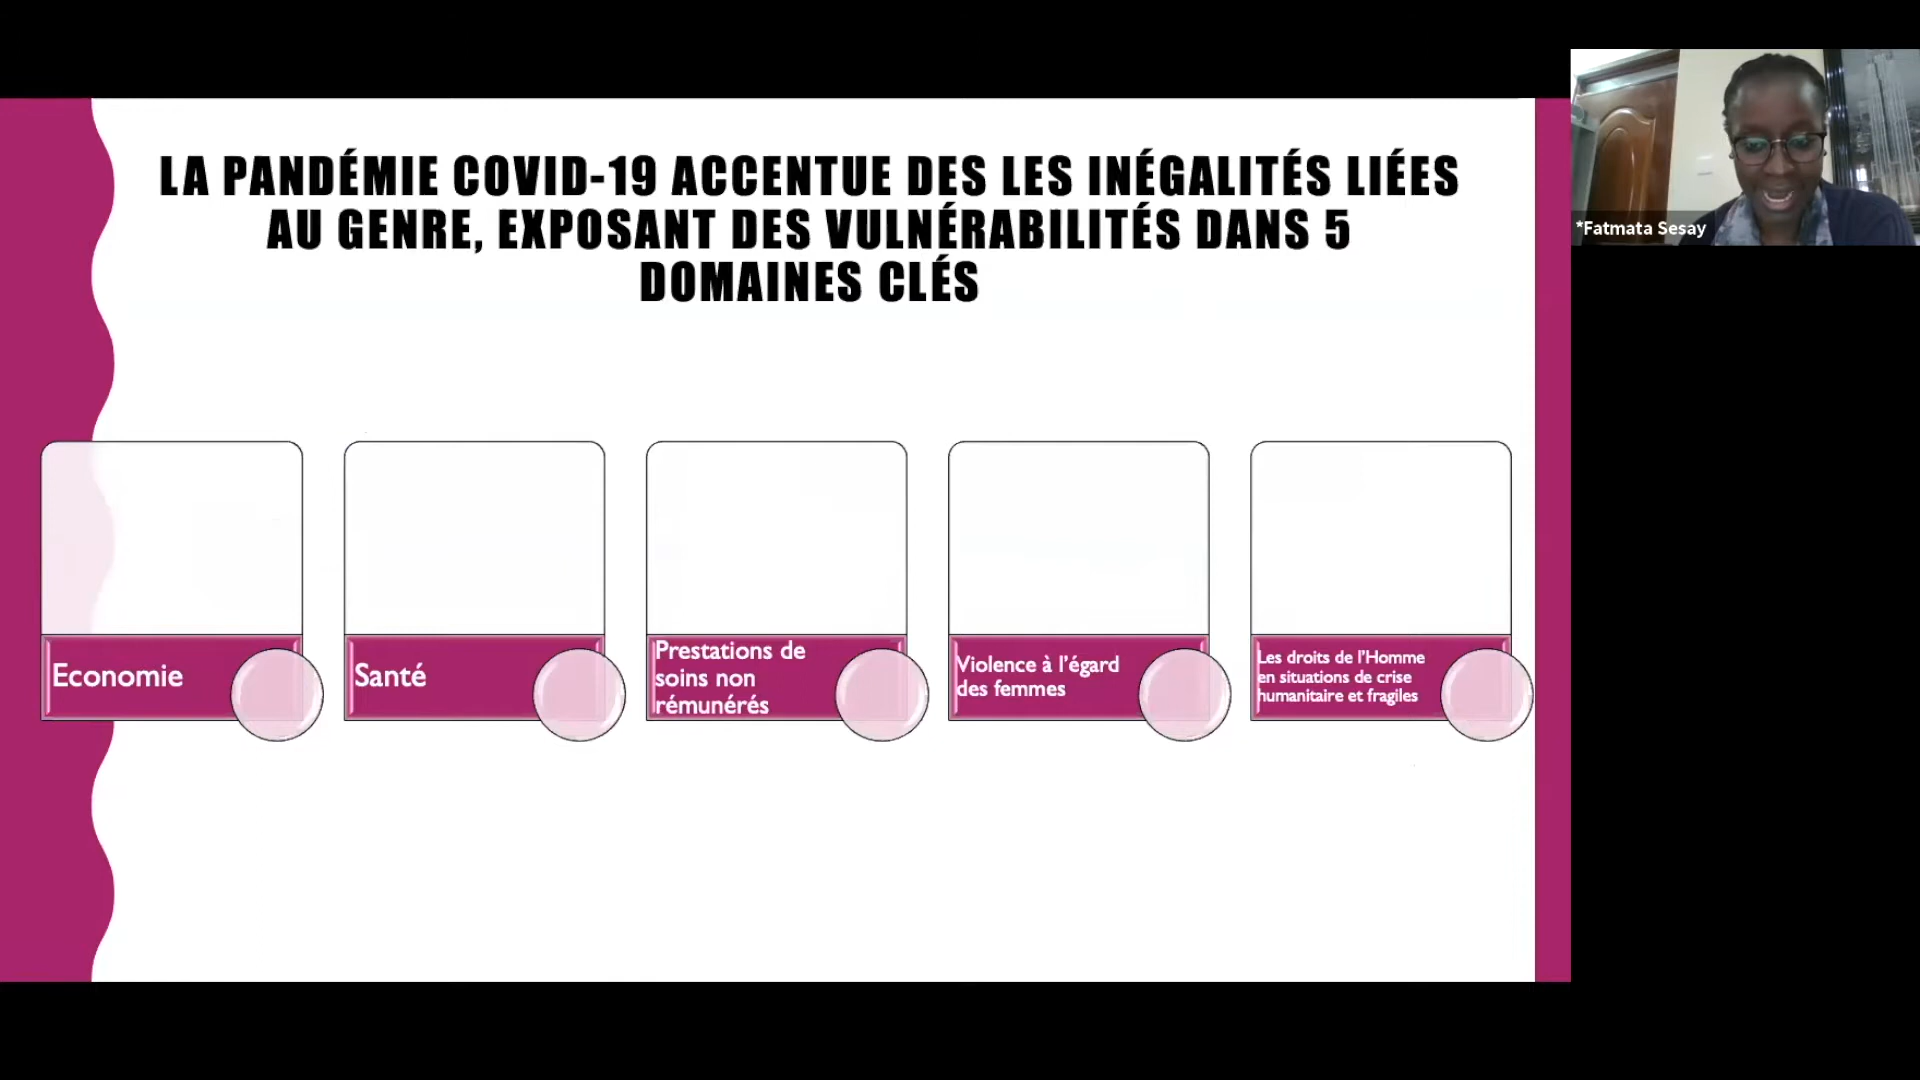 LA PANDÉMIE COVID-19 ACCENTUE DES LES INÉGALITÉS LIÉES
AU GENRE, EXPOSANT DES VULNÉRABILITÉS DANS 5
DOMAINES CLÉS
*Fatmata Sesay
Economie
Santé
Prestations de
soins non
rémunérés
Violence à l'égard
des femmes
Les droits de l'Homme
en situations de crise
humanitaire et fragiles